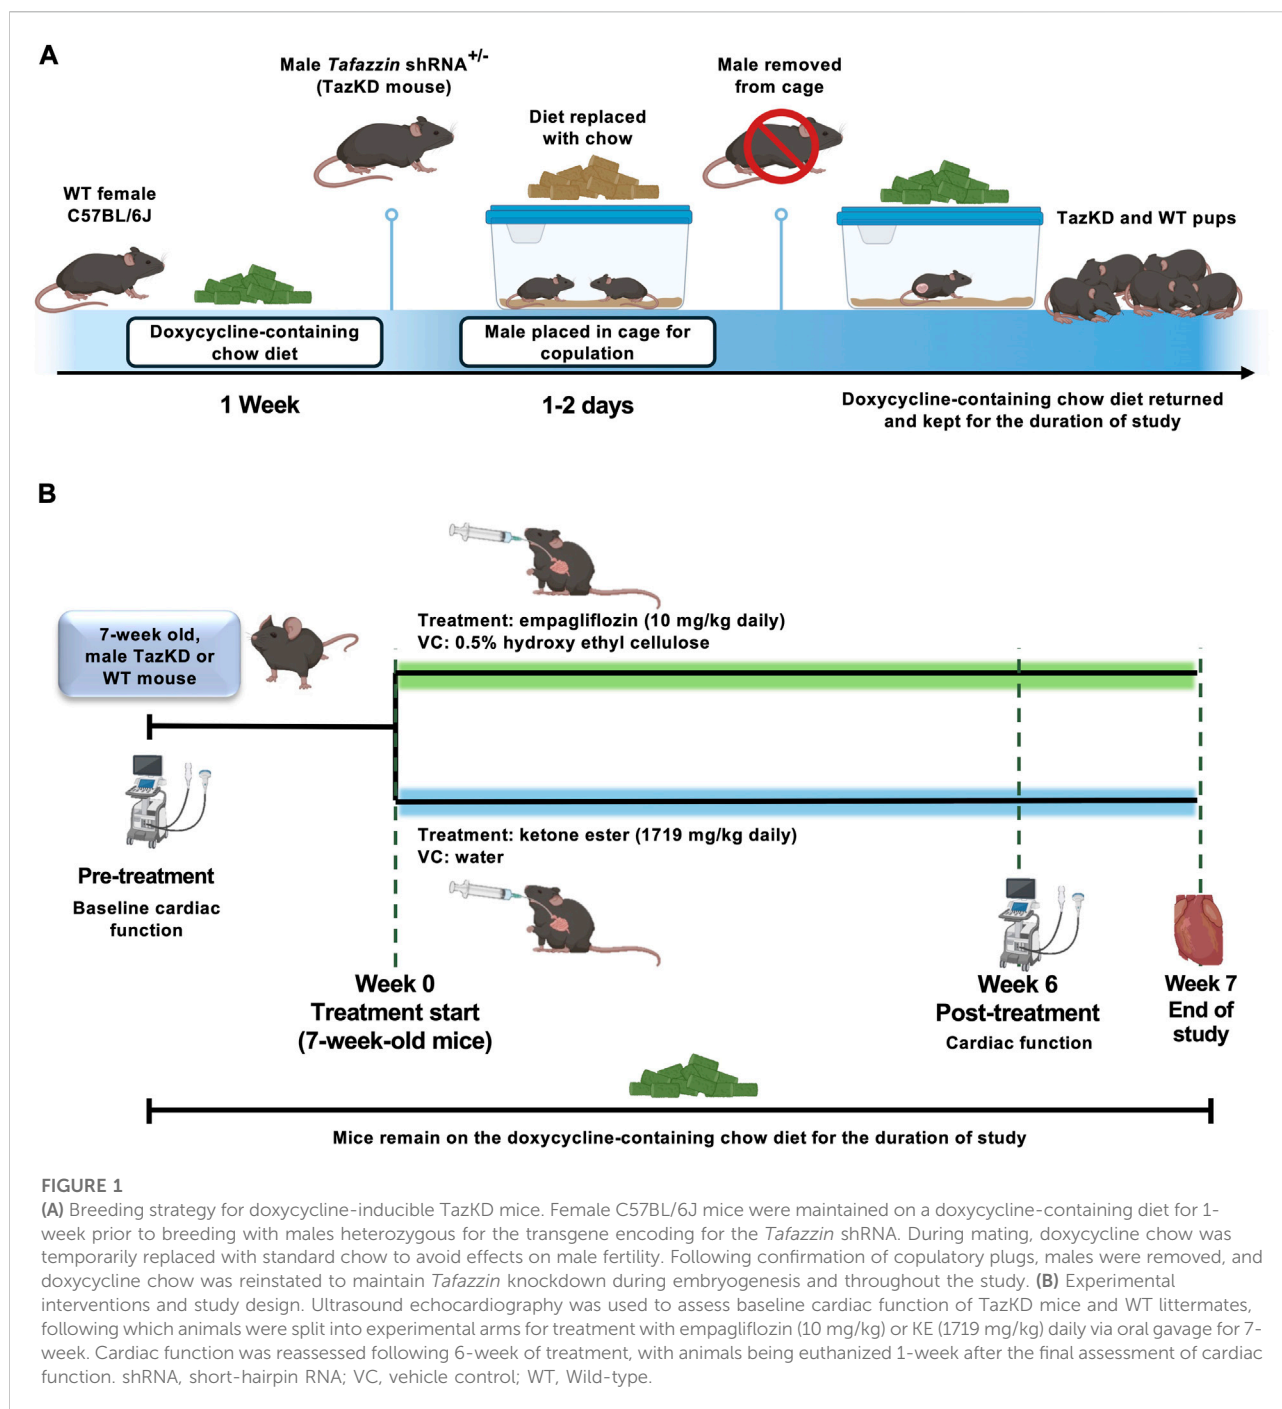 A
Male Tafazzin shRNA+/-
(TazKD mouse)
Male removed
from cage
Diet replaced
with chow
WT female
C57BL/6J
TazKD and WT pups
Doxycycline-containing
chow diet
Male placed in cage for
copulation
1 Week
1-2 days
Doxycycline-containing chow diet returned
and kept for the duration of study
B
7-week old,
male TazKD or
WT mouse
Treatment: empagliflozin (10 mg/kg daily)
VC: 0.5% hydroxy ethyl cellulose
Treatment: ketone ester (1719 mg/kg daily)
VC: water
Pre-treatment
Baseline cardiac
function
Week 0
Treatment start
(7-week-old mice)
Week 6
Post-treatment
Cardiac function
Week 7
End of
study
Mice remain on the doxycycline-containing chow diet for the duration of study
FIGURE 1
(A) Breeding strategy for doxycycline-inducible TazKD mice. Female C57BL/6J mice were maintained on a doxycycline-containing diet for 1-
week prior to breeding with males heterozygous for the transgene encoding for the Tafazzin shRNA. During mating, doxycycline chow was
temporarily replaced with standard chow to avoid effects on male fertility. Following confirmation of copulatory plugs, males were removed, and
doxycycline chow was reinstated to maintain Tafazzin knockdown during embryogenesis and throughout the study. (B) Experimental
interventions and study design. Ultrasound echocardiography was used to assess baseline cardiac function of TazKD mice and WT littermates,
following which animals were split into experimental arms for treatment with empagliflozin (10 mg/kg) or KE (1719 mg/kg) daily via oral gavage for 7-
week. Cardiac function was reassessed following 6-week of treatment, with animals being euthanized 1-week after the final assessment of cardiac
function. shRNA, short-hairpin RNA; VC, vehicle control; WT, Wild-type.